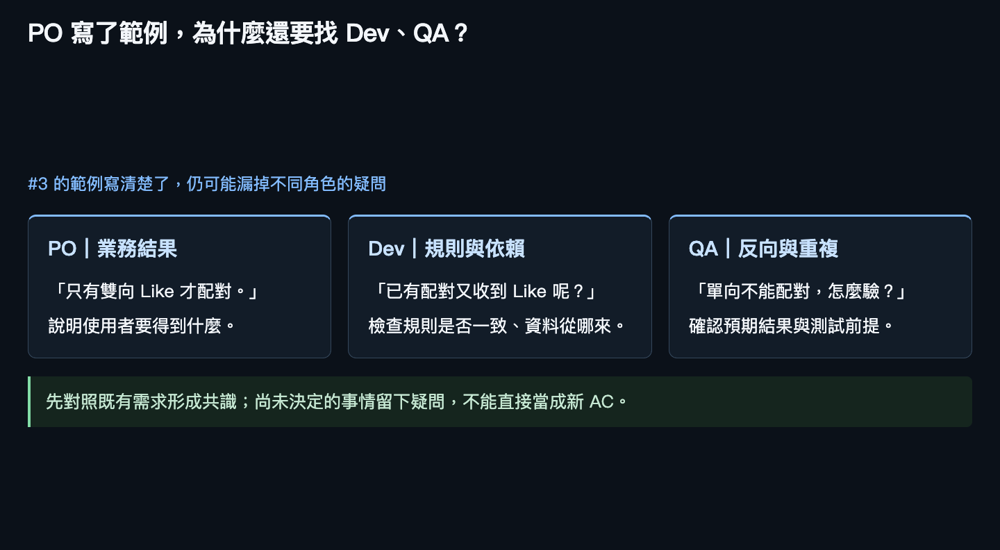 PO 寫了範例，為什麼還要找 Dev、QA？
#3 的範例寫清楚了，仍可能漏掉不同角色的疑問
PO｜業務結果
「只有雙向 Like 才配對。」
說明使用者要得到什麼。
Dev｜規則與依賴
「已有配對又收到 Like 呢？」
檢查規則是否一致、資料從哪來。
QA｜反向與重複
「單向不能配對，怎麼驗？」
確認預期結果與測試前提。
先對照既有需求形成共識；尚未決定的事情留下疑問，不能直接當成新 AC。